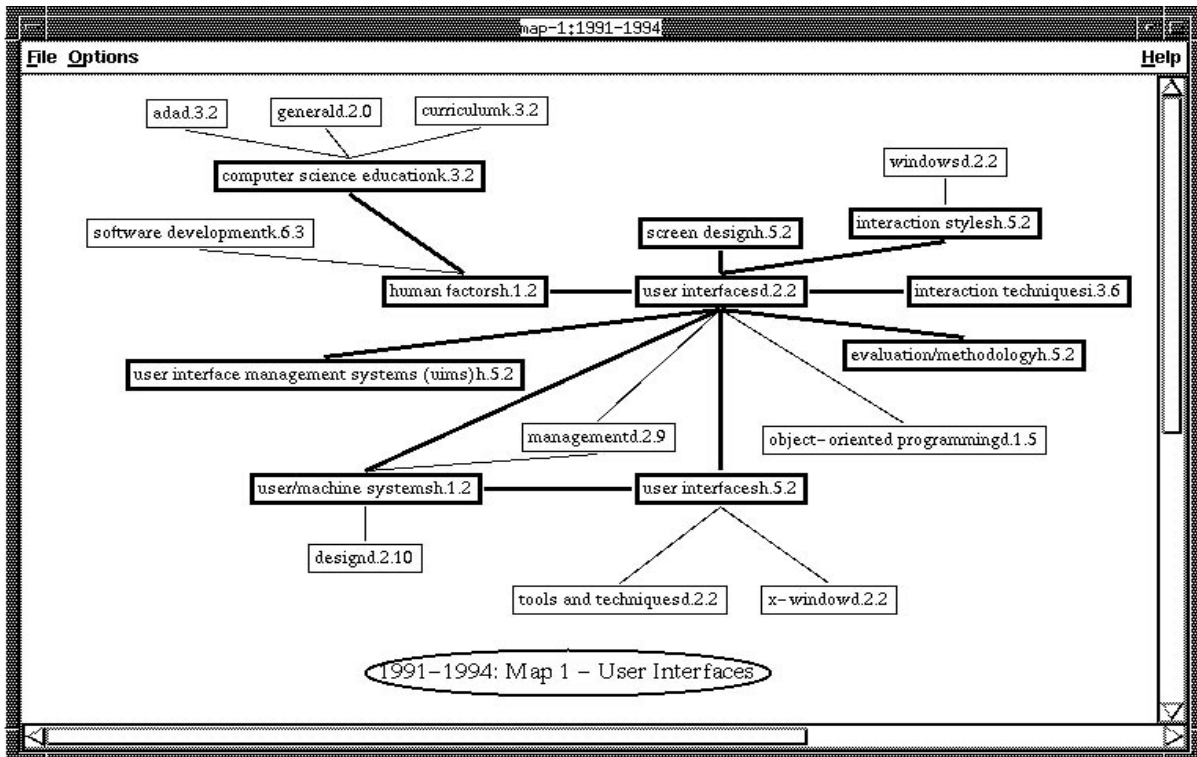 map-1:1991-1994
File Options Help
adad.3.2
generald.2.0
curriculumk.3.2
computer science educationk.3.2
windowsd.2.2
software developmentk.6.3
screen designh.5.2
interaction stylesh.5.2
human factorsh.1.2
user interfacesd.2.2
interaction techniquesi.3.6
user interface management systems (uims)h.5.2
evaluation/methodologyh.5.2
managementd.2.9
object-oriented programmingd.1.5
user/machine systemsh.1.2
user interfacesh.5.2
designd.2.10
tools and techniquesd.2.2
x-windowd.2.2
1991-1994: Map 1 - User Interfaces